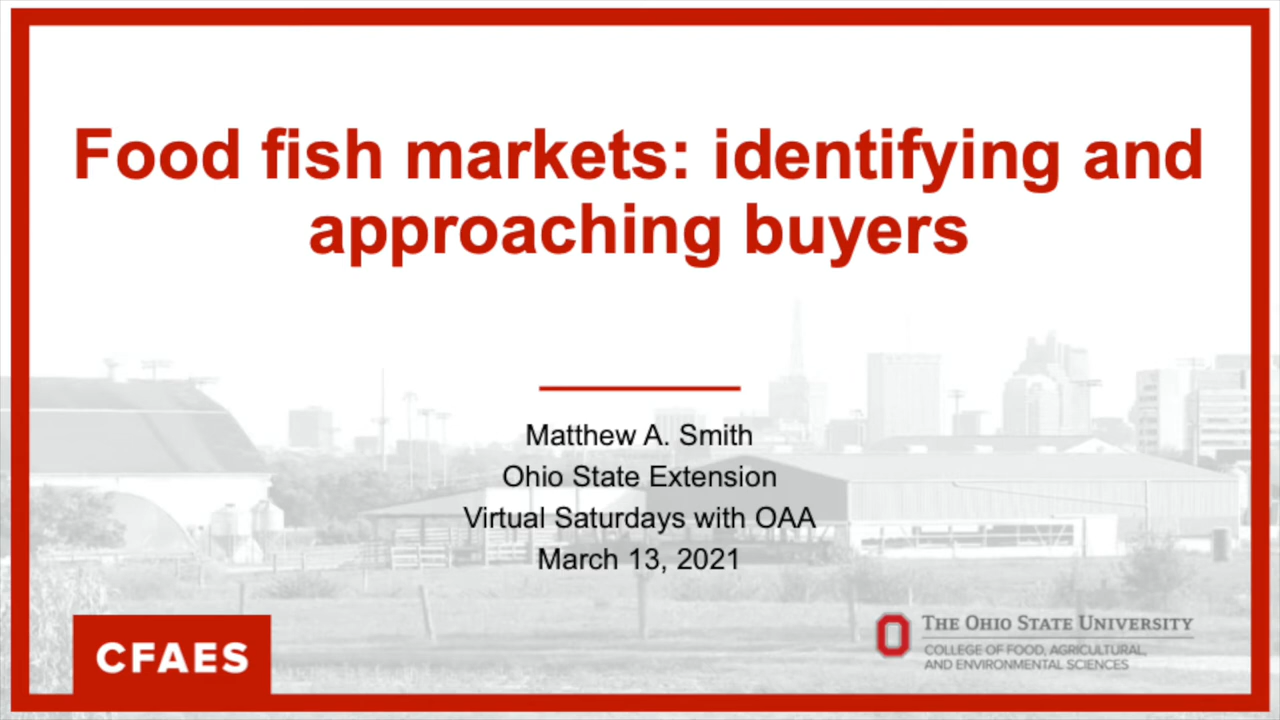 Food fish markets: identifying and
approaching buyers
Matthew A. Smith
Ohio State Extension
Virtual Saturdays with OAA
March 13, 2021
CFAES
THE OHIO STATE UNIVERSITY
COLLEGE OF FOOD, AGRICULTURAL,
AND ENVIRONMENTAL SCIENCES